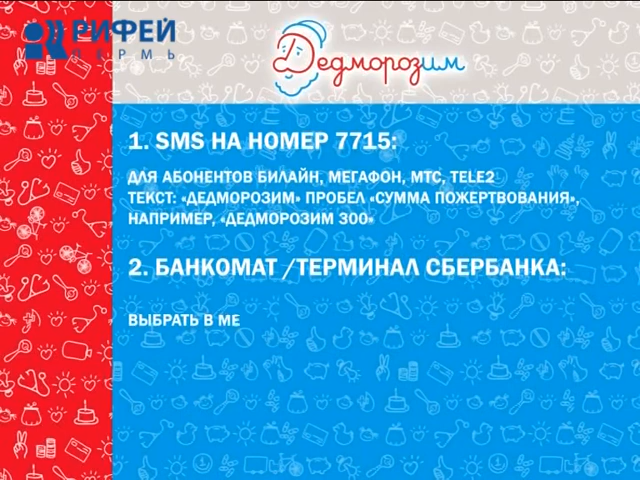 РИФЕЙ
ПЕРМЬ
Дедморозим
1. SMS НА НОМЕР 7715:
ДЛЯ АБОНЕНТОВ БИЛАЙН, МЕГАФОН, МТС, TELE2
ТЕКСТ: «ДЕДМОРОЗИМ» ПРОБЕЛ «СУММА ПОЖЕРТВОВАНИЯ»,
НАПРИМЕР, «ДЕДМОРОЗИМ 300»
2. БАНКОМАТ /ТЕРМИНАЛ СБЕРБАНКА:
ВЫБРАТЬ В МЕ